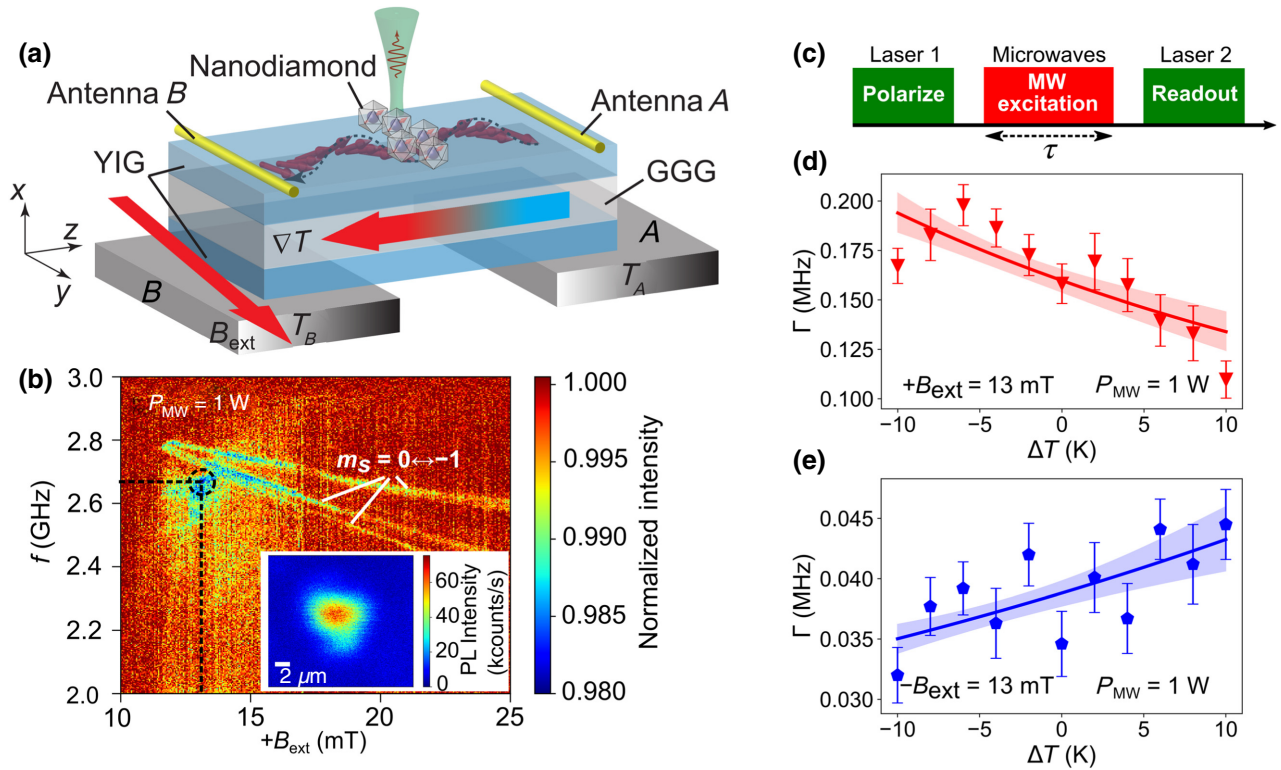 (a)
Nanodiamond
Antenna B
Antenna A
YIG
GGG
∇T
x
z
y
A
T_A
B
T_B
B_ext
(b)
P_MW = 1 W
m_s = 0↔−1
f (GHz)
3.0
2.8
2.6
2.4
2.2
2.0
10
15
20
25
+B_ext (mT)
2 μm
PL Intensity
(kcounts/s)
60
40
20
0
1.000
0.995
0.990
0.985
0.980
Normalized intensity
(c)
Laser 1
Microwaves
Laser 2
Polarize
MW
excitation
Readout
τ
(d)
Γ (MHz)
0.200
0.175
0.150
0.125
0.100
+B_ext = 13 mT
P_MW = 1 W
−10
−5
0
5
10
ΔT (K)
(e)
Γ (MHz)
0.045
0.040
0.035
0.030
−B_ext = 13 mT
P_MW = 1 W
−10
−5
0
5
10
ΔT (K)